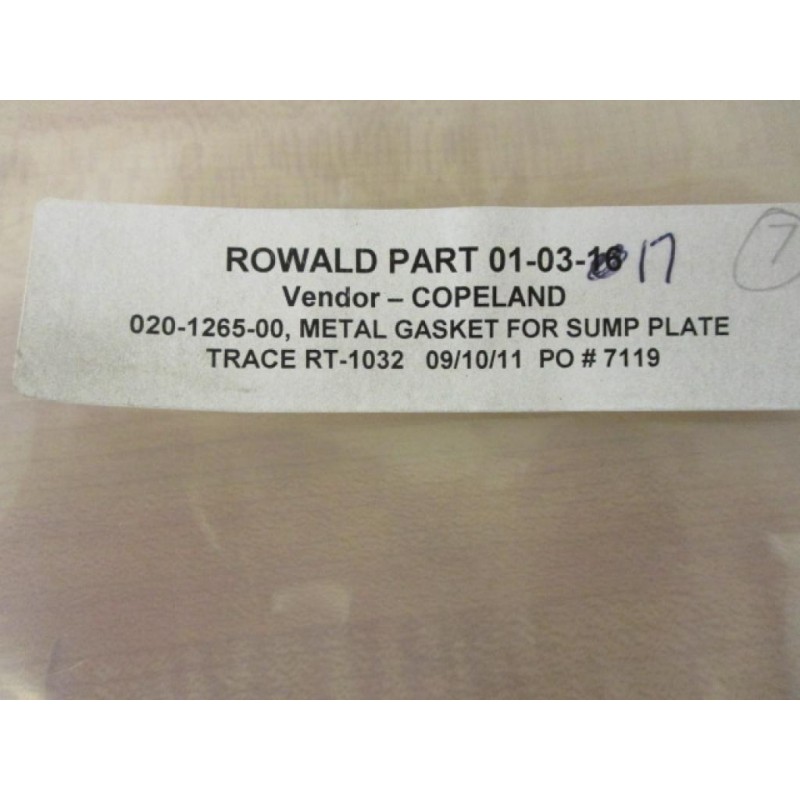 ROWALD PART 01-03-16 17 7
Vendor – COPELAND
020-1265-00, METAL GASKET FOR SUMP PLATE
TRACE RT-1032 09/10/11 PO # 7119